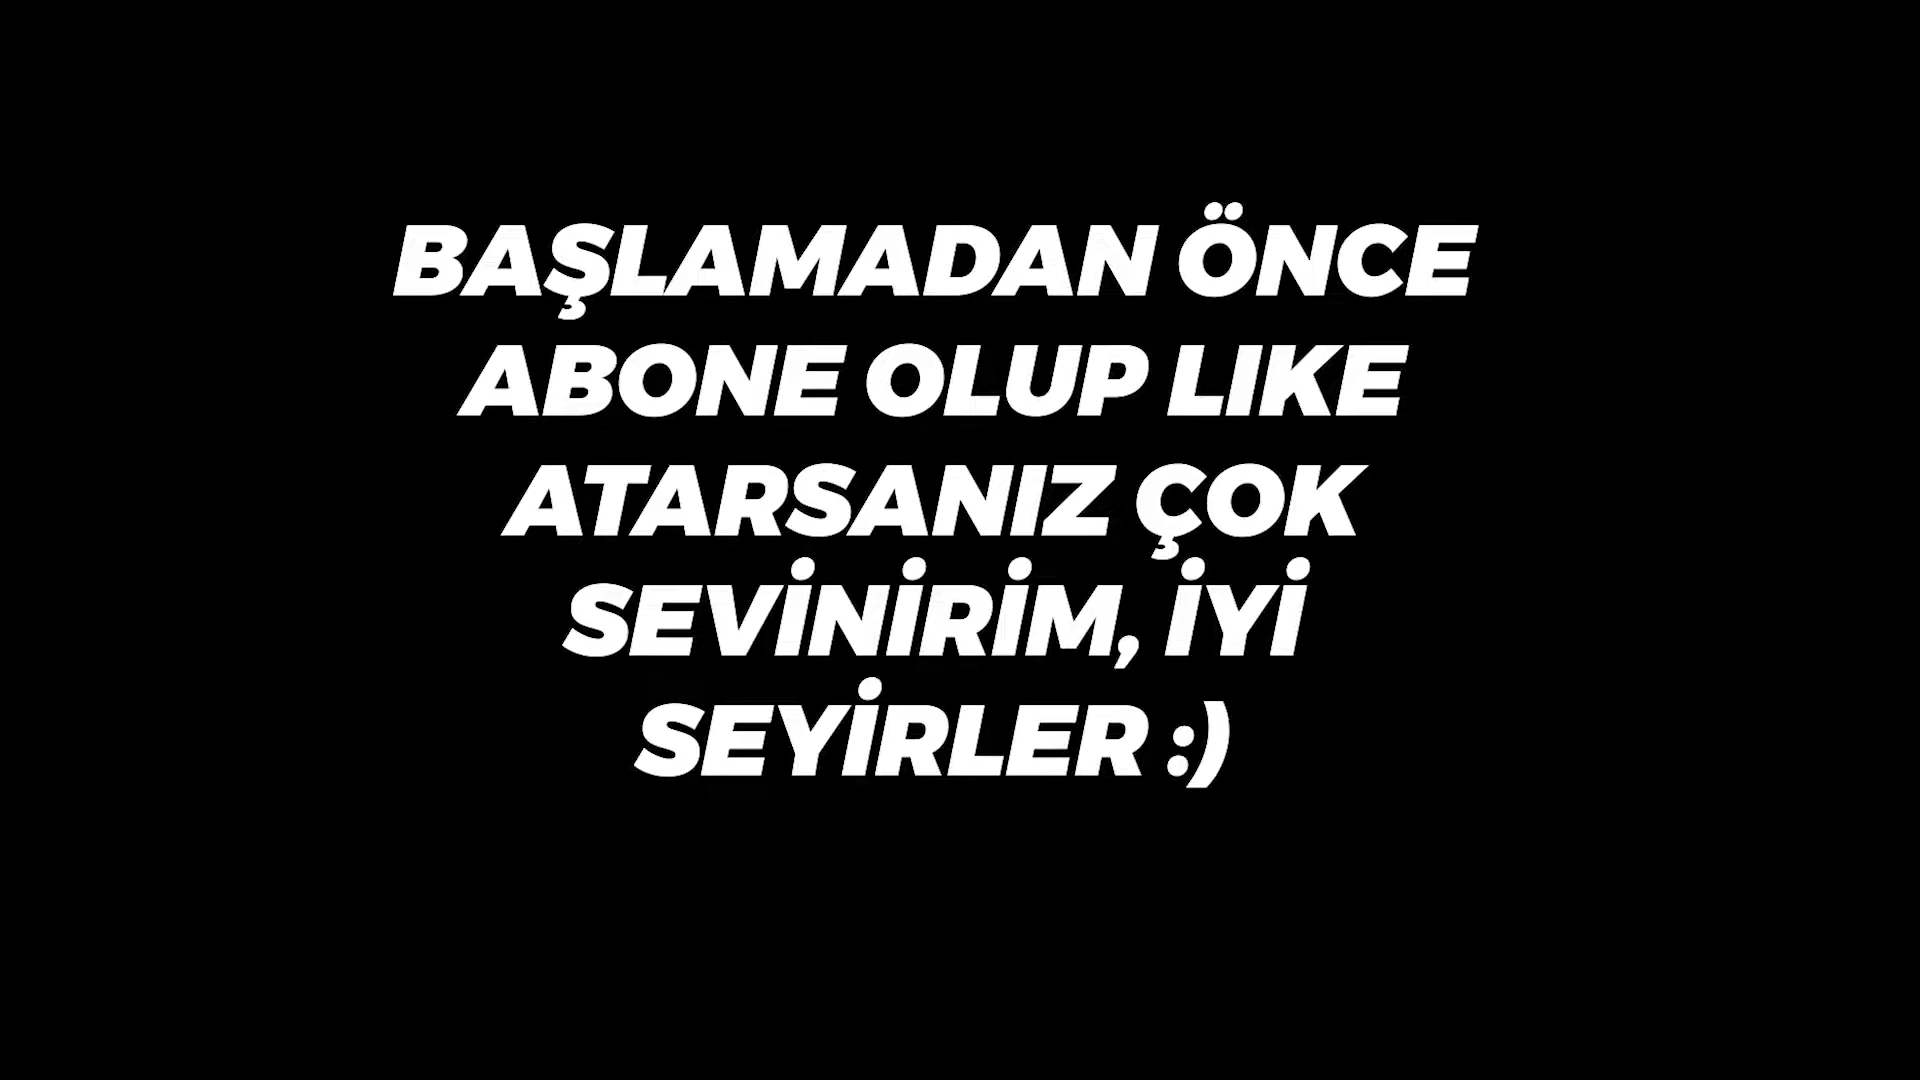 BAŞLAMADAN ÖNCE
ABONE OLUP LIKE
ATARSANIZ ÇOK
SEVİNİRİM, İYİ
SEYİRLER :)